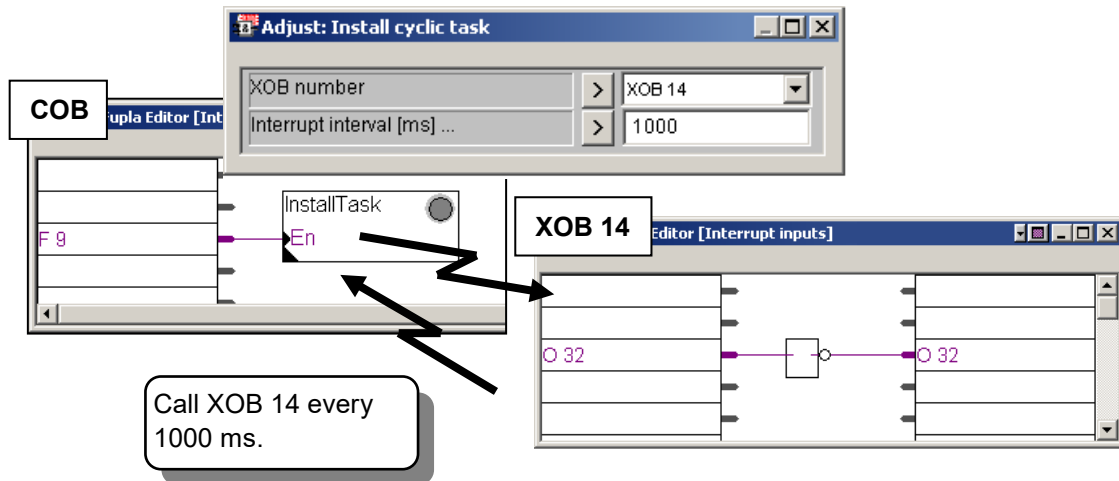 Adjust: Install cyclic task
XOB number
>
XOB 14
Interrupt interval [ms] ...
>
1000
COB
Fupla Editor [Int
InstallTask
F 9
En
XOB 14
Editor [Interrupt inputs]
O 32
O 32
Call XOB 14 every
1000 ms.